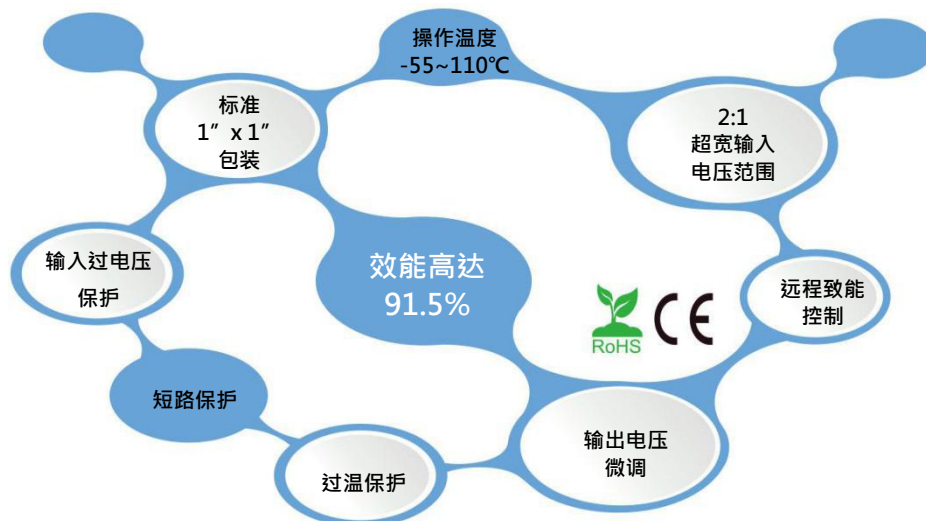 操作温度
-55~110℃
标准
1” x 1”
包装
2:1
超宽输入
电压范围
输入过电压
保护
效能高达
91.5%
远程致能
控制
RoHS
CE
短路保护
输出电压
微调
过温保护